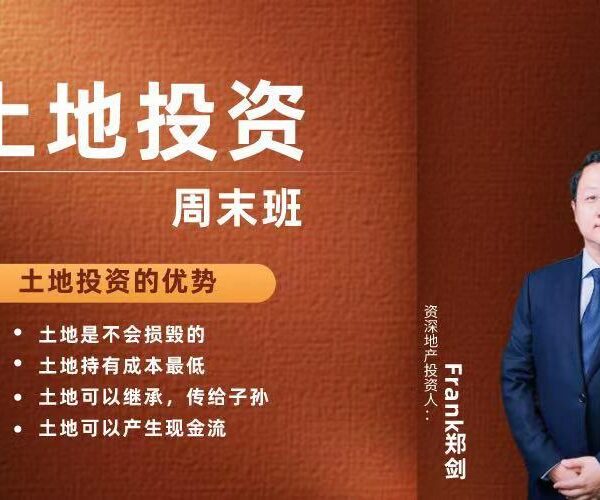 土地投资
周末班
土地投资的优势
• 土地是不会损毁的
• 土地持有成本最低
• 土地可以继承，传给子孙
• 土地可以产生现金流
资深地产投资人：
Frank郑剑